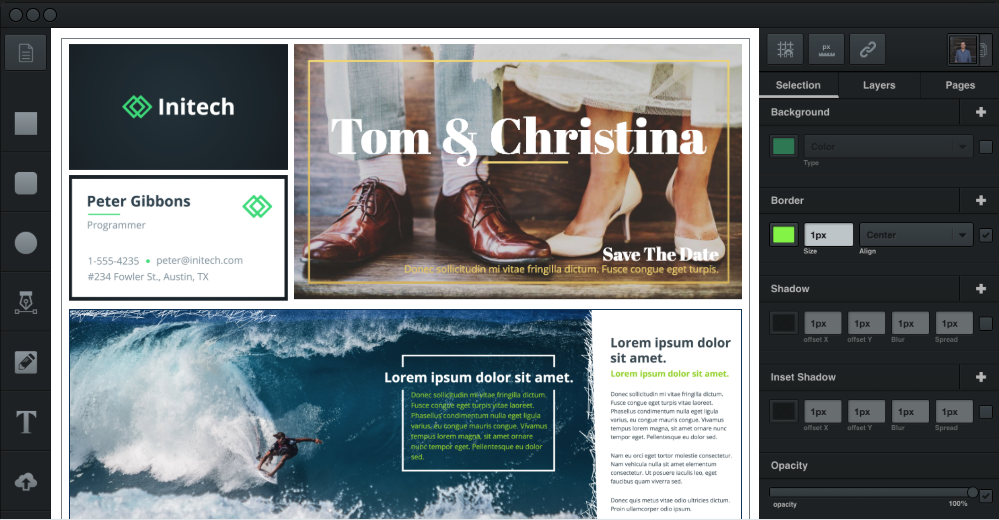 px
Selection
Layers
Pages
Initech
Peter Gibbons
Programmer
1-555-4235 • peter@initech.com
#234 Fowler St., Austin, TX
Tom & Christina
Save The Date
Donec sollicitudin mi vitae fringilla dictum. Fusce congue eget turpis.
Lorem ipsum dolor sit amet.
Donec sollicitudin mi vitae fringilla dictum.
Fusce congue eget turpis vitae laoreet.
Phasellus condimentum nulla eget ligula
varius, eu congue mauris congue. Vivamus
tempus lorem magna, sit amet ornare
nunc tempor eget. Pellentesque eu dolor
sed.
Lorem ipsum dolor
sit amet.
Lorem ipsum dolor sit amet.
Donec sollicitudin mi vitae fringilla dictum.
Fusce congue eget turpis vitae laoreet.
Phasellus condimentum nulla eget ligula
varius, eu congue mauris congue. Vivamus
tempus lorem magna, sit amet ornare nunc
tempor eget. Pellentesque eu dolor
sed.
Nam eu orci eget tortor molestie consectetur.
Nam vehicula nulla sit amet elementum
consectetur. Ut posuere iaculis leo, eget
faucibus quam viverra sed.
Donec quis metus vitae odio ultricies dictum.
Proin ullamcorper odio id ipsum.
T
Background
Color
Type
Border
1px
Center
Size
Align
Shadow
1px
1px
1px
1px
offset X
offset Y
Blur
Spread
Inset Shadow
1px
1px
1px
1px
offset X
offset Y
Blur
Spread
Opacity
opacity
100%